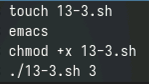 touch 13-3.sh
emacs
chmod +x 13-3.sh
./13-3.sh 3